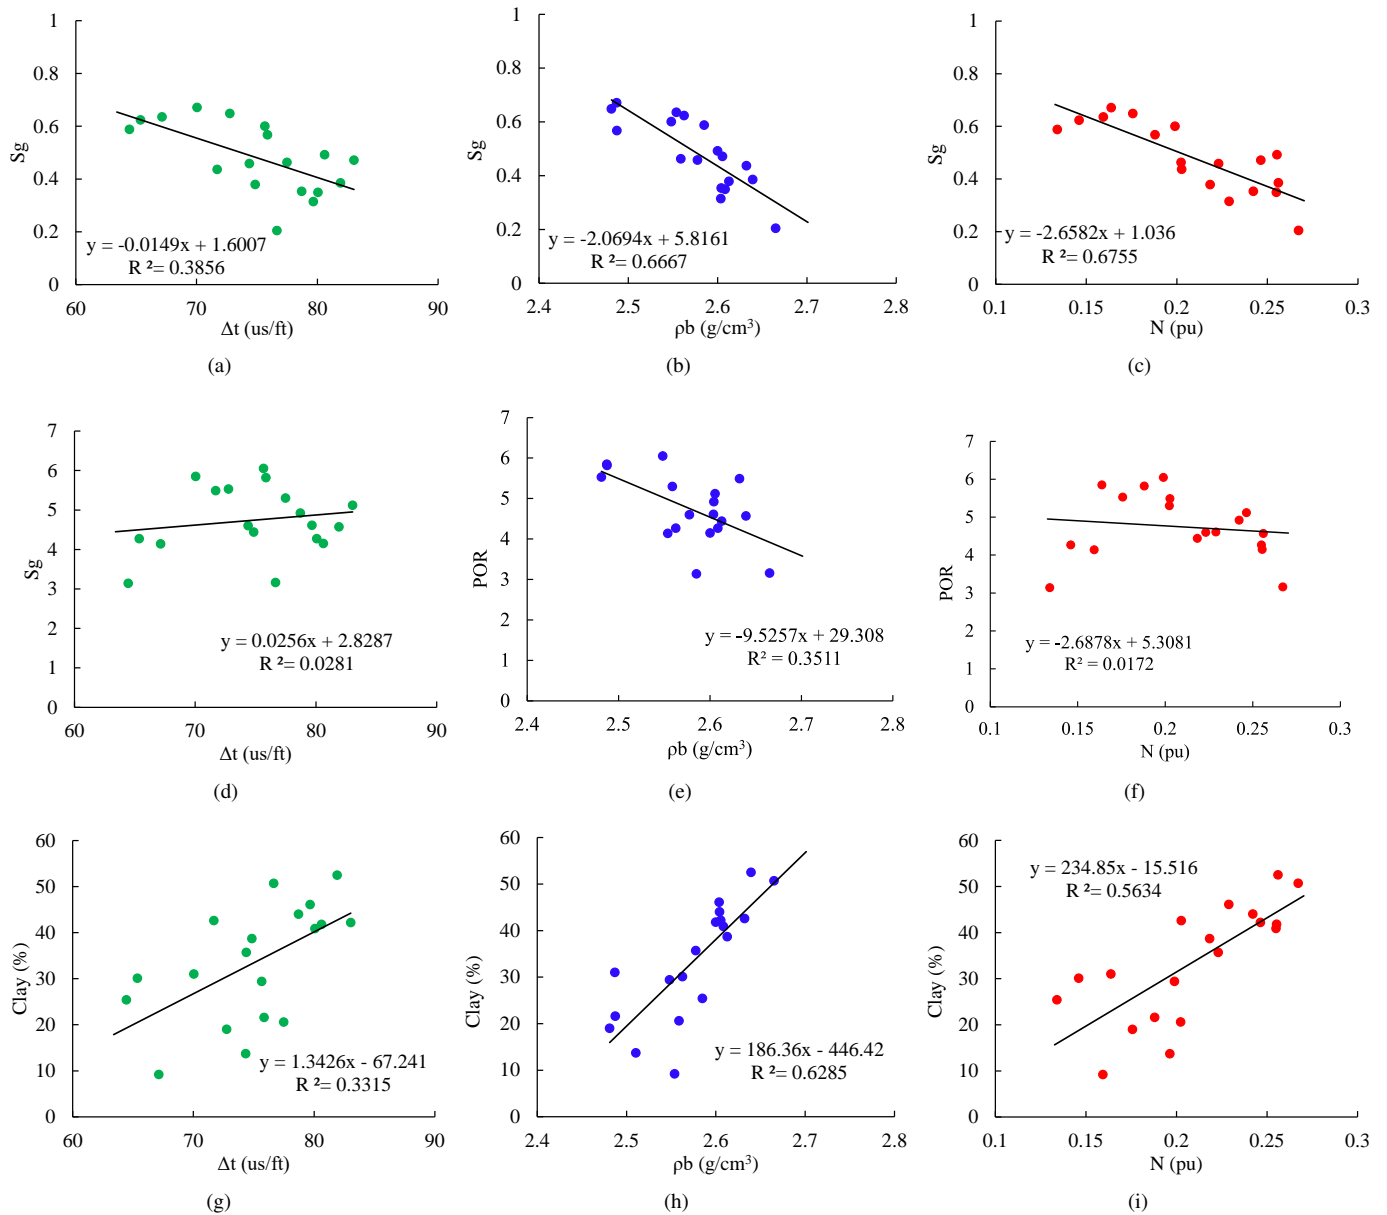 1
0.8
0.6
0.4
0.2
0
Sg
y = -0.0149x + 1.6007
R ²= 0.3856
60 70 80 90
Δt (us/ft)
(a)
1
0.8
0.6
0.4
0.2
0
Sg
y = -2.0694x + 5.8161
R ²= 0.6667
2.4 2.5 2.6 2.7 2.8
ρb (g/cm³)
(b)
1
0.8
0.6
0.4
0.2
0
Sg
y = -2.6582x + 1.036
R ²= 0.6755
0.1 0.15 0.2 0.25 0.3
N (pu)
(c)
7
6
5
4
3
2
1
0
Sg
y = 0.0256x + 2.8287
R ²= 0.0281
60 70 80 90
Δt (us/ft)
(d)
7
6
5
4
3
2
1
0
POR
y = -9.5257x + 29.308
R² = 0.3511
2.4 2.5 2.6 2.7 2.8
ρb (g/cm³)
(e)
7
6
5
4
3
2
1
0
POR
y = -2.6878x + 5.3081
R² = 0.0172
0.1 0.15 0.2 0.25 0.3
N (pu)
(f)
60
50
40
30
20
10
0
Clay (%)
y = 1.3426x - 67.241
R ²= 0.3315
60 70 80 90
Δt (us/ft)
(g)
60
50
40
30
20
10
0
Clay (%)
y = 186.36x - 446.42
R ²= 0.6285
2.4 2.5 2.6 2.7 2.8
ρb (g/cm³)
(h)
60
50
40
30
20
10
0
Clay (%)
y = 234.85x - 15.516
R ²= 0.5634
0.1 0.15 0.2 0.25 0.3
N (pu)
(i)